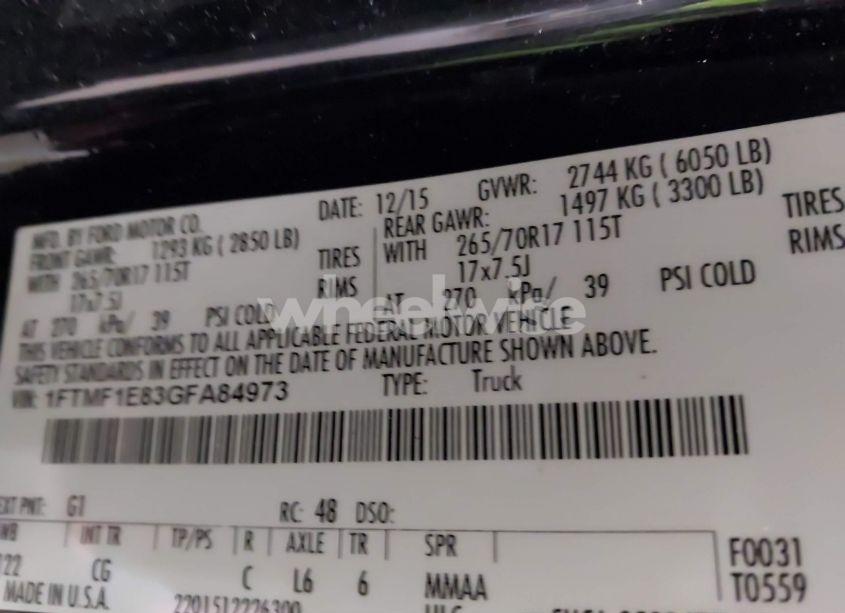 MFD. BY FORD MOTOR CO.
DATE: 12/15 GVWR: 2744 KG ( 6050 LB)
FRONT GAWR: 1293 KG ( 2850 LB)
REAR GAWR: 1497 KG ( 3300 LB)
WITH 265/70R17 115T TIRES
WITH 265/70R17 115T TIRES
17x7.5J RIMS
17x7.5J RIMS
AT 270 kPa/ 39 PSI COLD
AT 270 kPa/ 39 PSI COLD
wheelwise
THIS VEHICLE CONFORMS TO ALL APPLICABLE FEDERAL MOTOR VEHICLE
SAFETY STANDARDS IN EFFECT ON THE DATE OF MANUFACTURE SHOWN ABOVE.
VIN: 1FTMF1E83GFA84973 TYPE: Truck
EXT PNT: G1 RC: 48 DSO:
WB INT TR TP/PS R AXLE TR SPR
122 CG C L6 6 MMAA
F0031
T0559
MADE IN U.S.A.